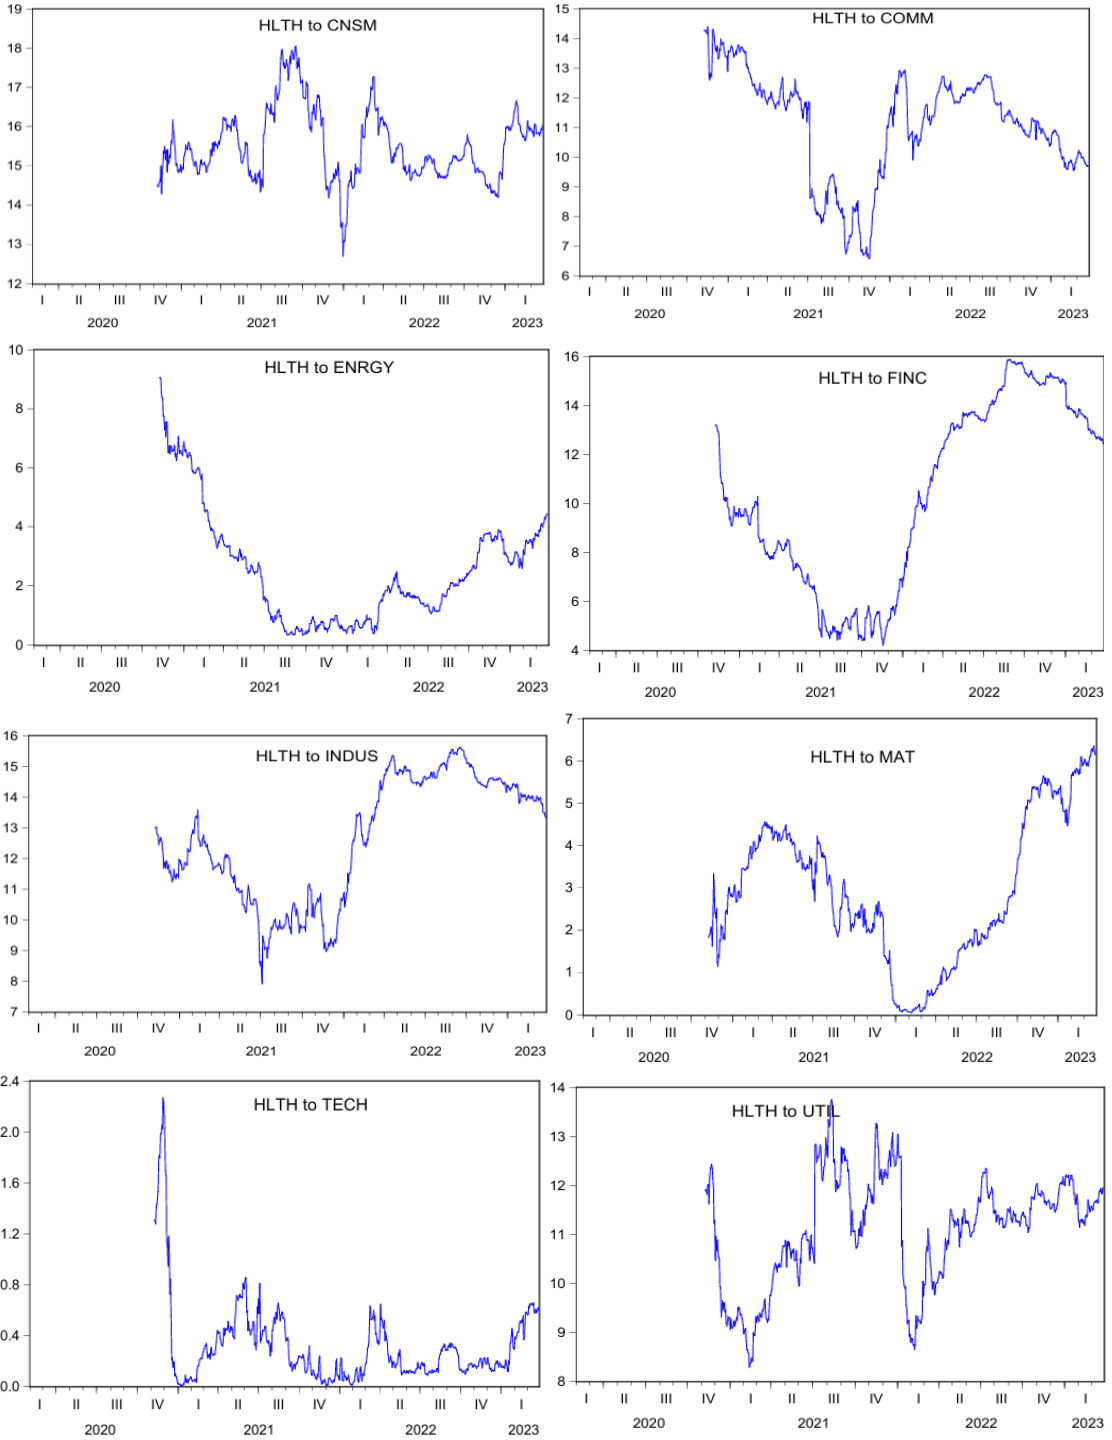 HLTH to CNSM
19
18
17
16
15
14
13
12
I II III IV I II III IV I II III IV I
2020 2021 2022 2023
HLTH to COMM
15
14
13
12
11
10
9
8
7
6
I II III IV I II III IV I II III IV I
2020 2021 2022 2023
HLTH to ENRGY
10
8
6
4
2
0
I II III IV I II III IV I II III IV I
2020 2021 2022 2023
HLTH to FINC
16
14
12
10
8
6
4
I II III IV I II III IV I II III IV I
2020 2021 2022 2023
HLTH to INDUS
16
15
14
13
12
11
10
9
8
7
I II III IV I II III IV I II III IV I
2020 2021 2022 2023
HLTH to MAT
7
6
5
4
3
2
1
0
I II III IV I II III IV I II III IV I
2020 2021 2022 2023
HLTH to TECH
2.4
2.0
1.6
1.2
0.8
0.4
0.0
I II III IV I II III IV I II III IV I
2020 2021 2022 2023
HLTH to UTIL
14
13
12
11
10
9
8
I II III IV I II III IV I II III IV I
2020 2021 2022 2023